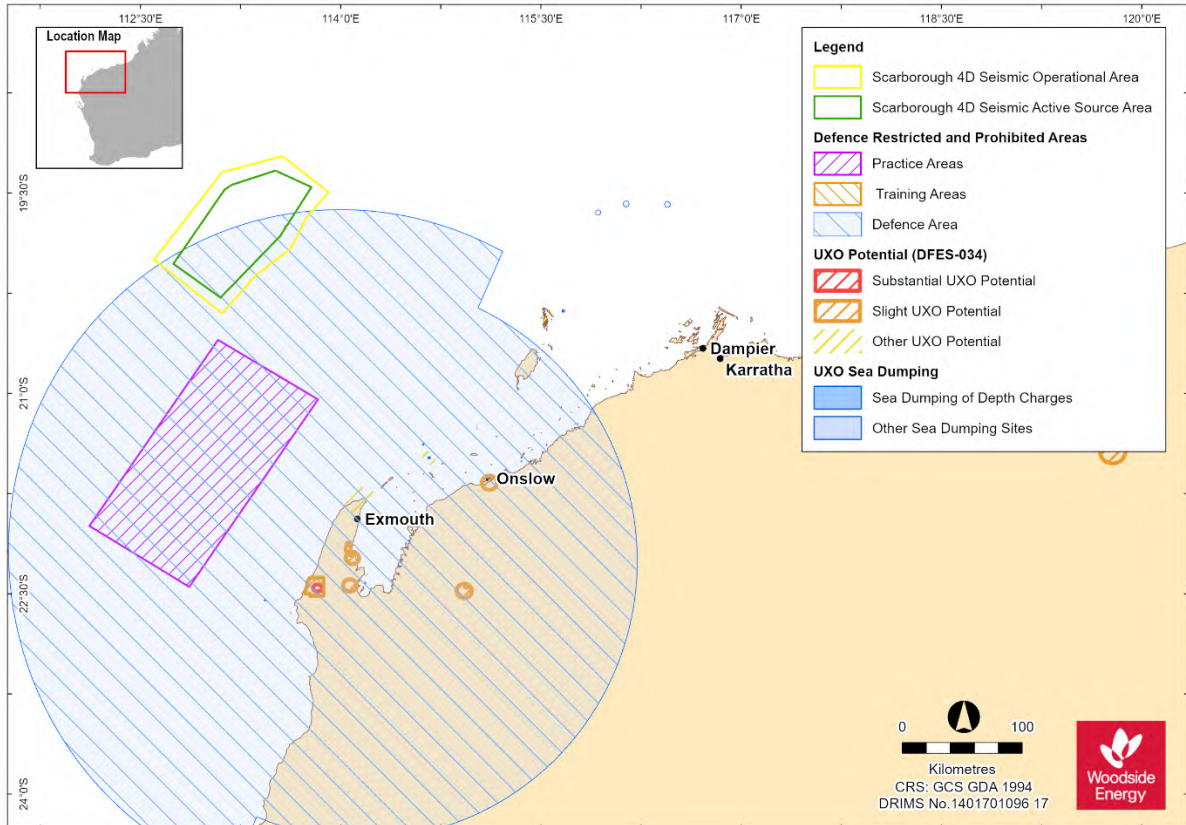 112°30'E
114°0'E
115°30'E
117°0'E
118°30'E
120°0'E
Location Map
19°30'S
21°0'S
22°30'S
24°0'S
Legend
Scarborough 4D Seismic Operational Area
Scarborough 4D Seismic Active Source Area
Defence Restricted and Prohibited Areas
Practice Areas
Training Areas
Defence Area
UXO Potential (DFES-034)
Substantial UXO Potential
Slight UXO Potential
Other UXO Potential
UXO Sea Dumping
Sea Dumping of Depth Charges
Other Sea Dumping Sites
Dampier
Karratha
Onslow
Exmouth
0 100
Kilometres
CRS: GCS GDA 1994
DRIMS No.1401701096 17
Woodside
Energy